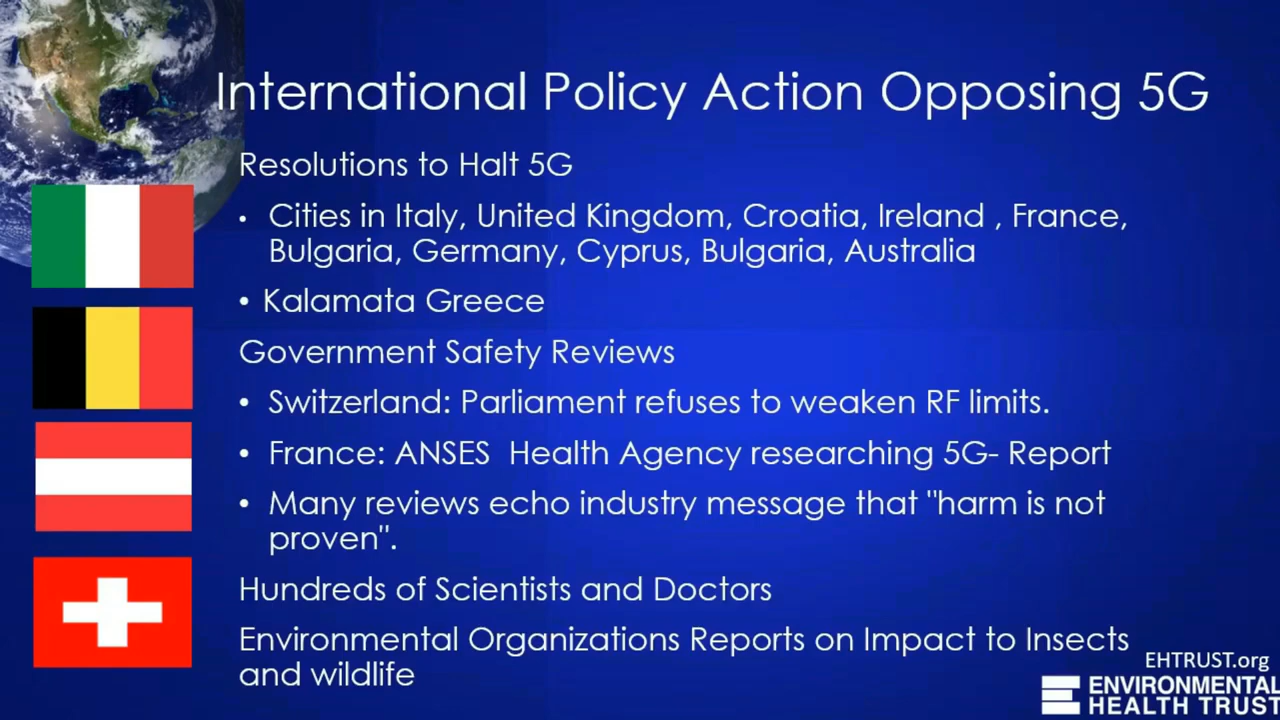 International Policy Action Opposing 5G
Resolutions to Halt 5G
• Cities in Italy, United Kingdom, Croatia, Ireland , France,
Bulgaria, Germany, Cyprus, Bulgaria, Australia
• Kalamata Greece
Government Safety Reviews
• Switzerland: Parliament refuses to weaken RF limits.
• France: ANSES  Health Agency researching 5G- Report
• Many reviews echo industry message that "harm is not
proven".
Hundreds of Scientists and Doctors
Environmental Organizations Reports on Impact to Insects
and wildlife
EHTRUST.org
ENVIRONMENTAL
HEALTH TRUST